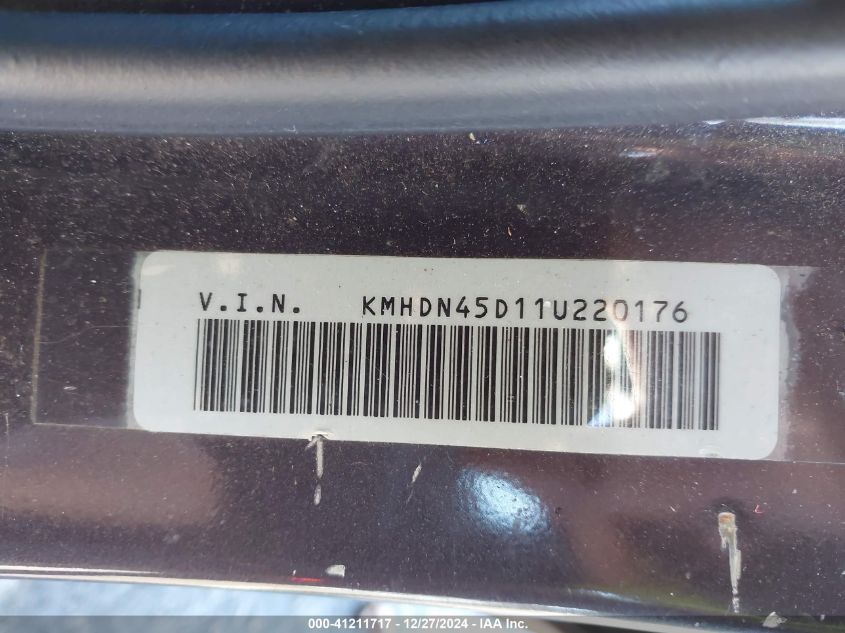 V.I.N. KMHDN45D11U220176
000-41211717 - 12/27/2024 - IAA Inc.